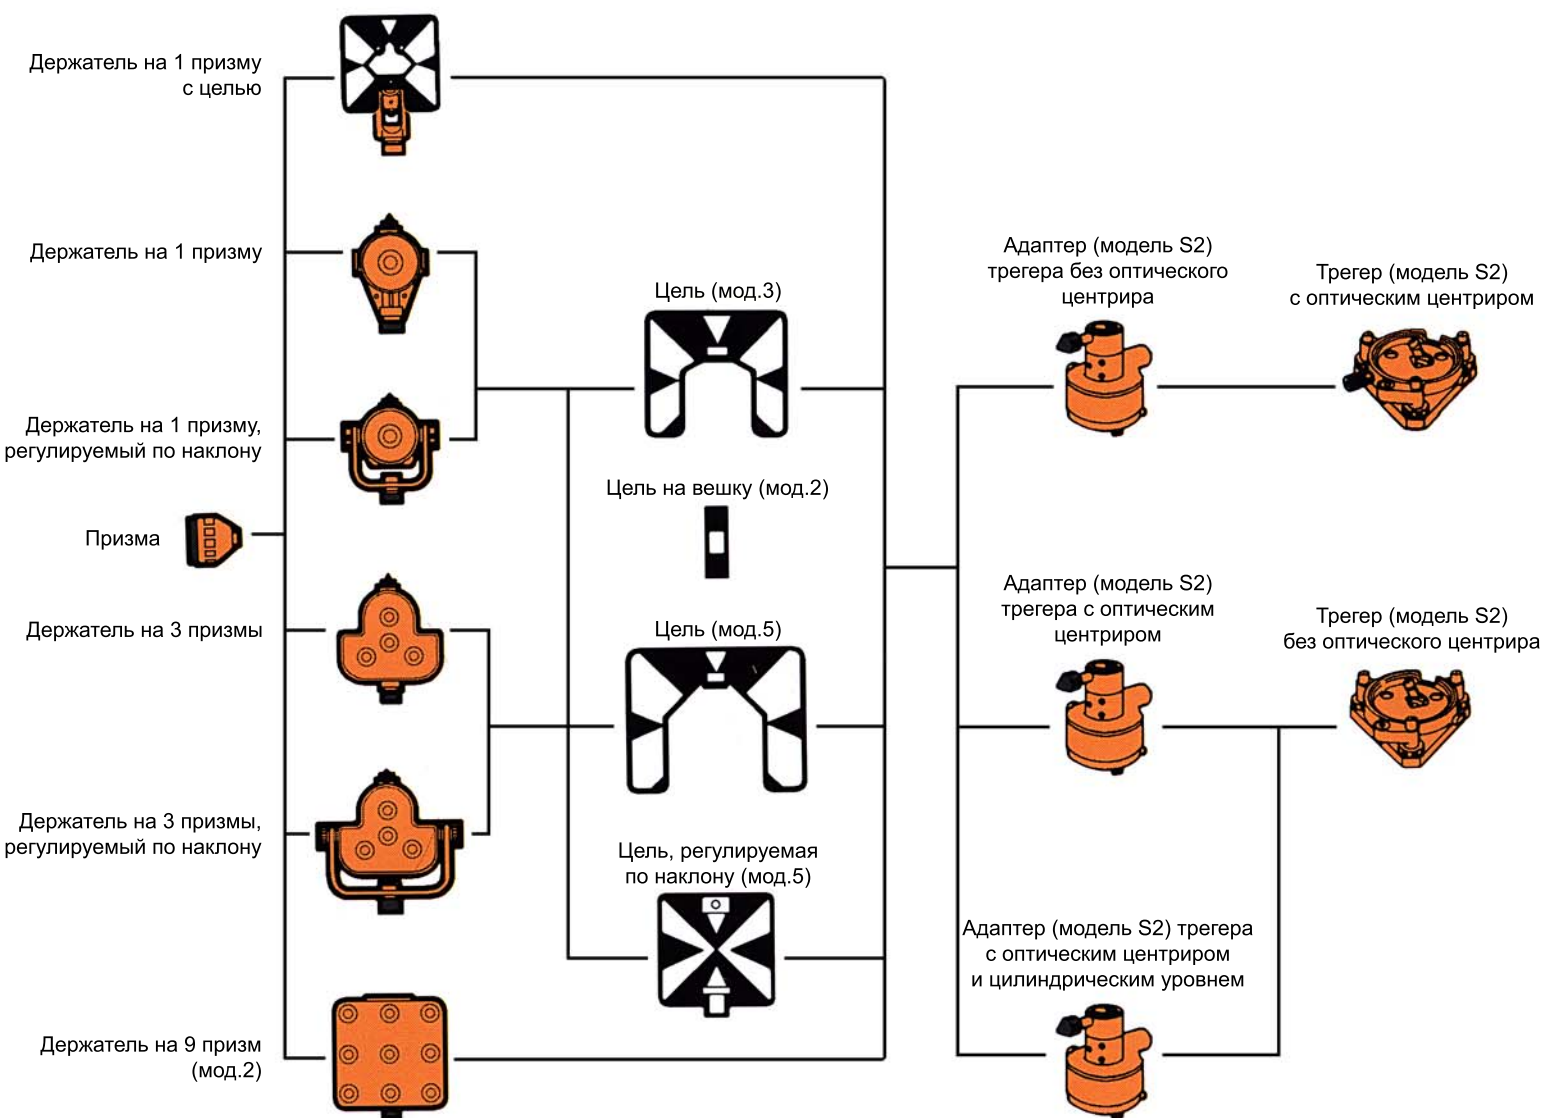 Держатель на 1 призму
с целью
Держатель на 1 призму
Держатель на 1 призму,
регулируемый по наклону
Призма
Держатель на 3 призмы
Держатель на 3 призмы,
регулируемый по наклону
Держатель на 9 призм
(мод.2)
Цель (мод.3)
Цель на вешку (мод.2)
Цель (мод.5)
Цель, регулируемая
по наклону (мод.5)
Адаптер (модель S2)
трегера без оптического
центрира
Трегер (модель S2)
с оптическим центриром
Адаптер (модель S2)
трегера с оптическим
центриром
Трегер (модель S2)
без оптического центрира
Адаптер (модель S2) трегера
с оптическим центриром
и цилиндрическим уровнем